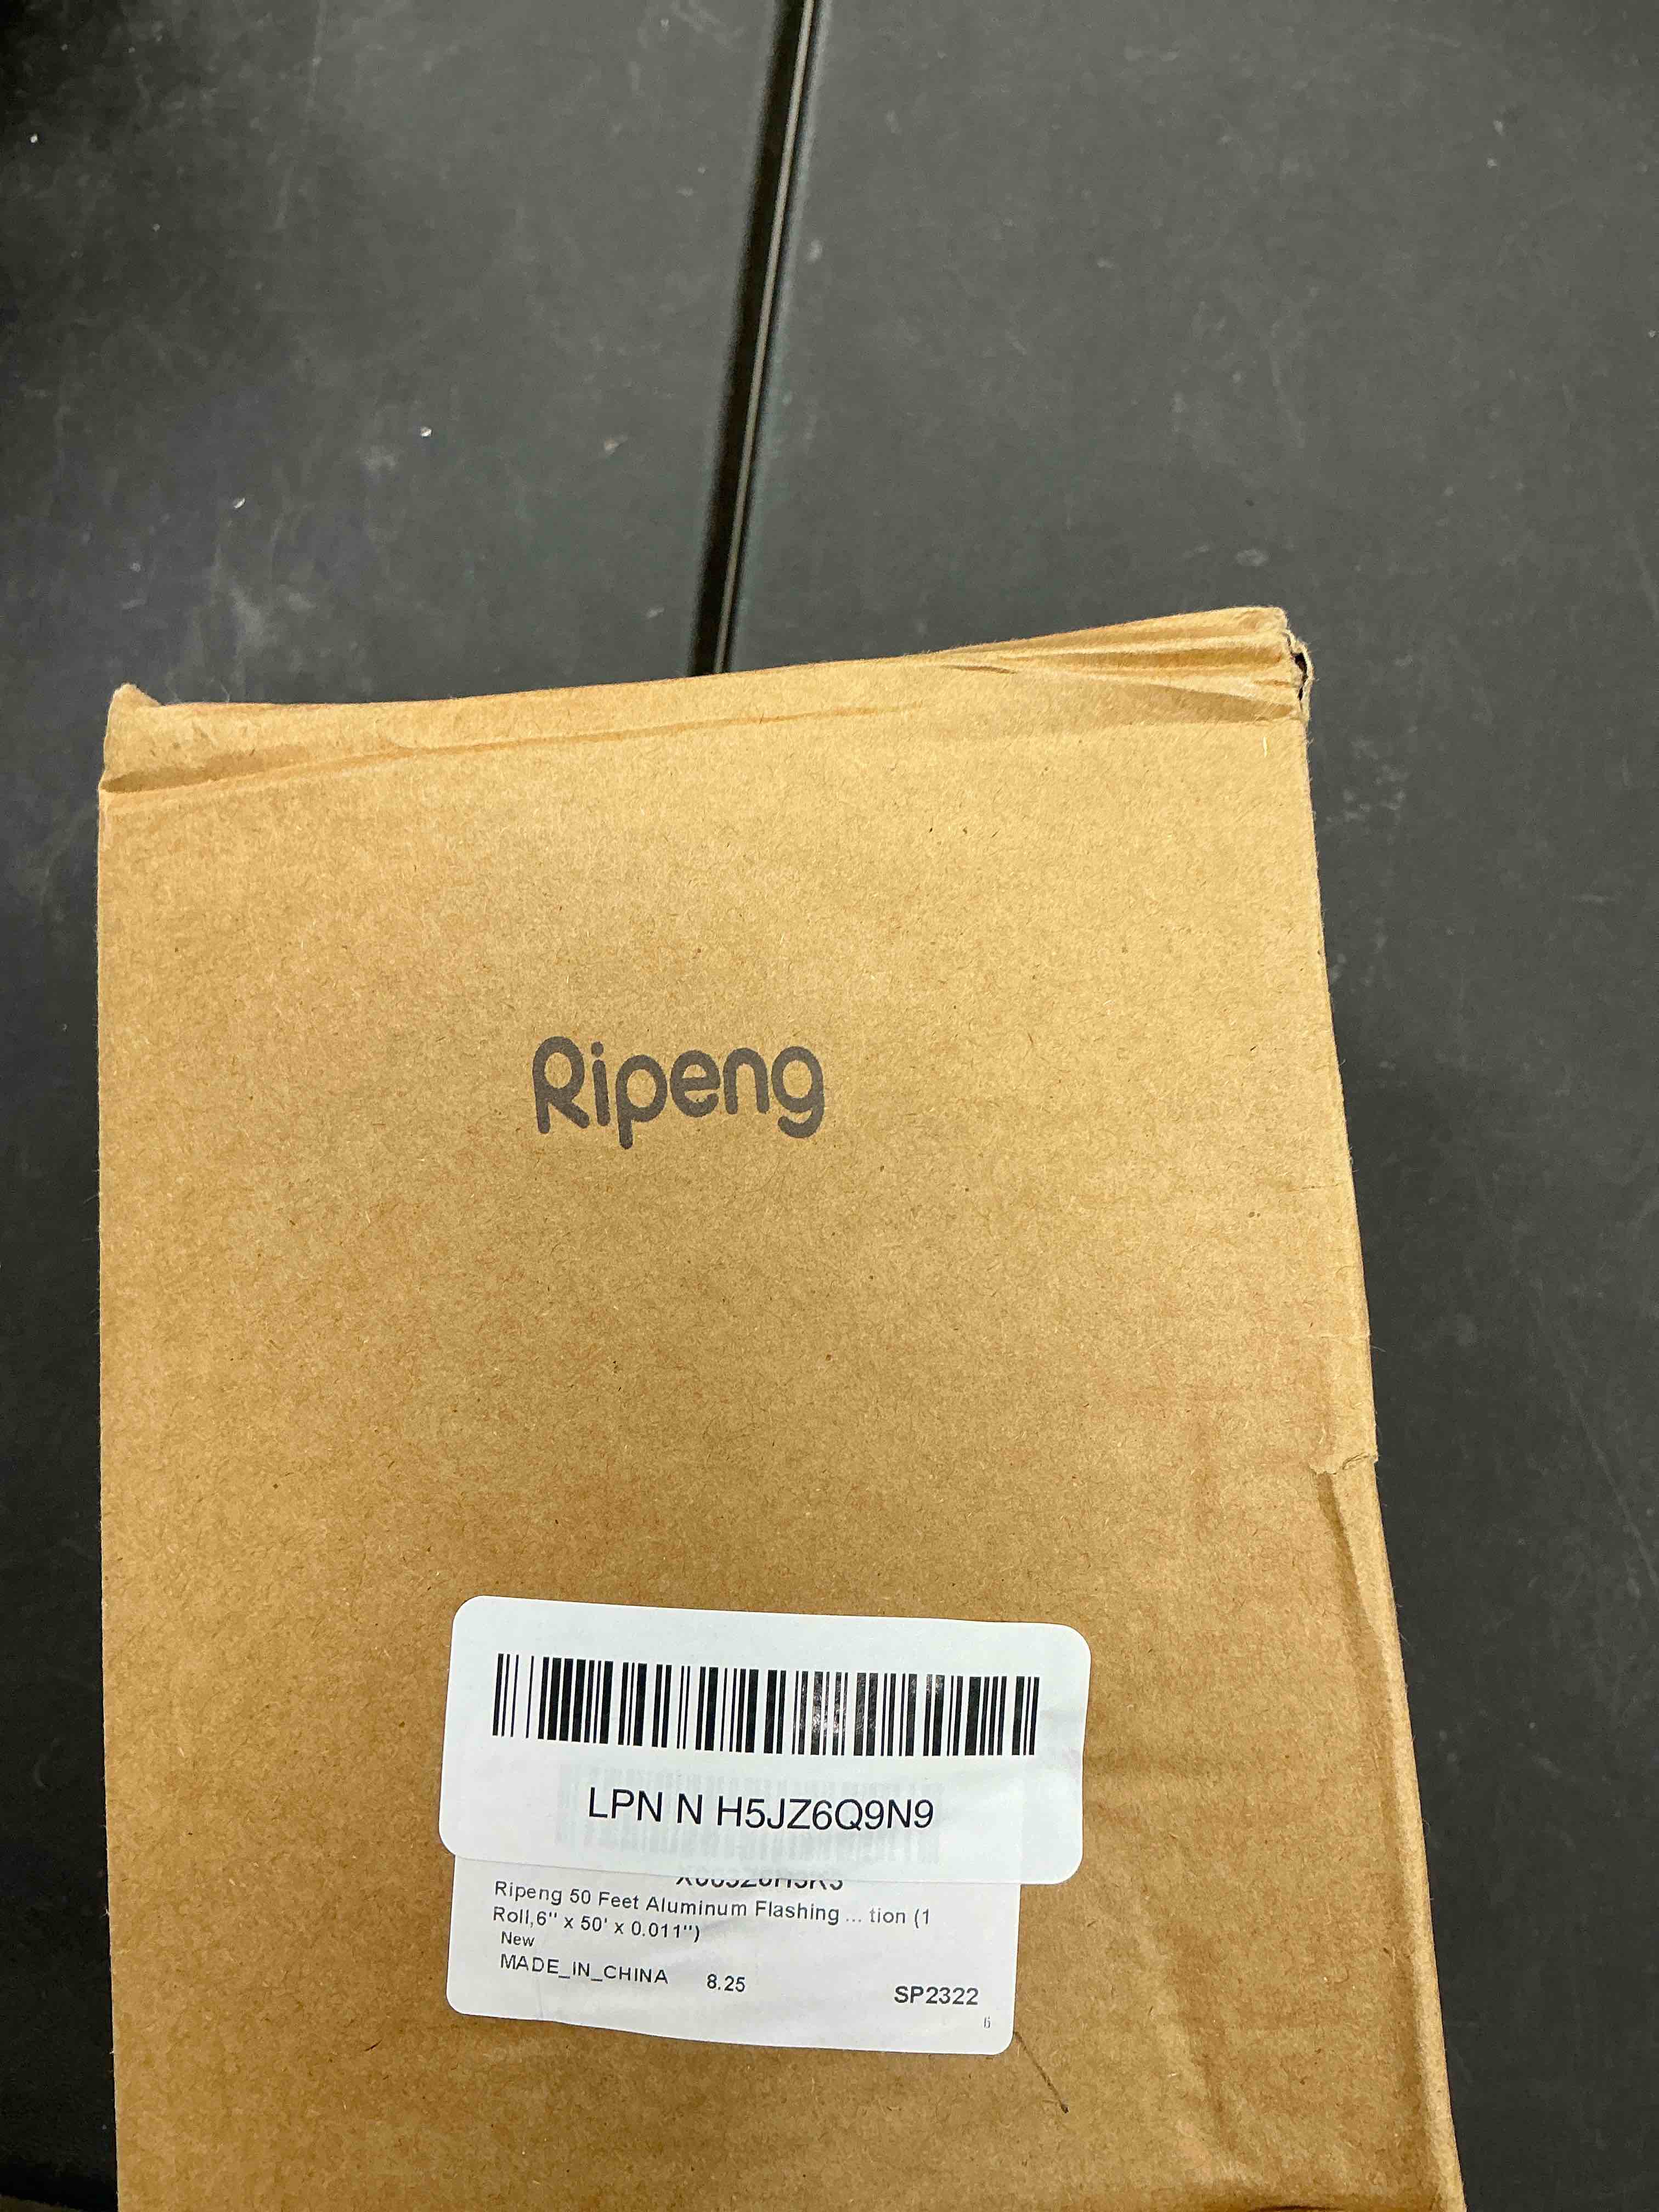 Ripeng
LPN N H5JZ6Q9N9
Ripeng 50 Feet Aluminum Flashing ... tion (1
Roll,6'' x 50' x 0.011'')
New
MADE_IN_CHINA 8.25 SP2322
6